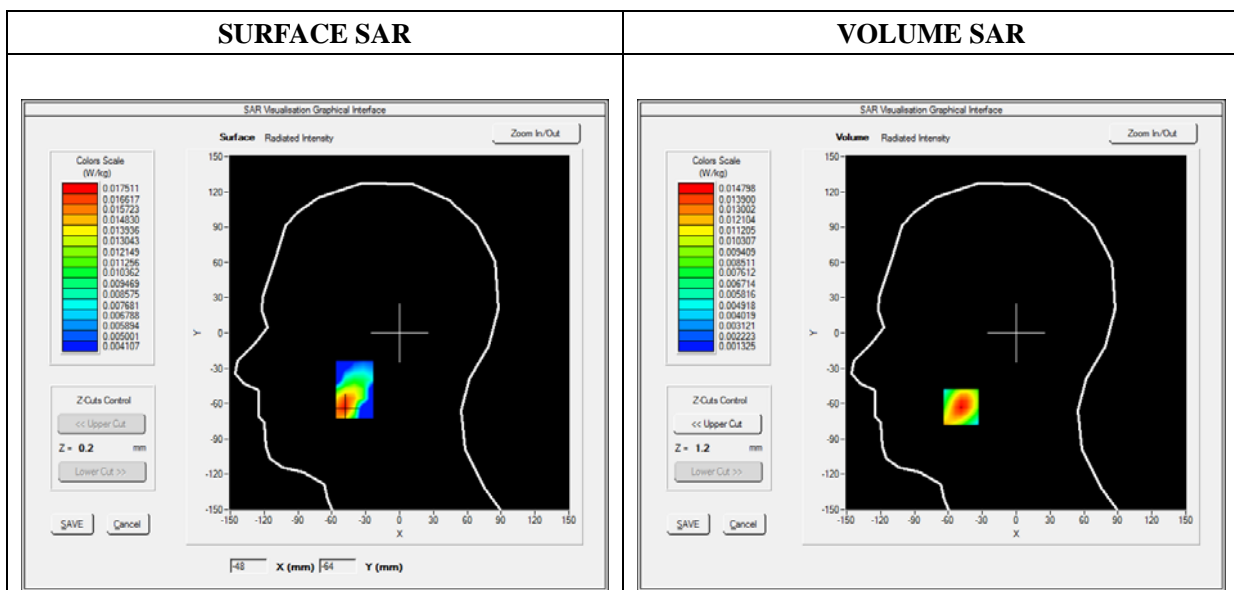 SURFACE SAR
VOLUME SAR
SAR Visualisation Graphical Interface
Surface Radiated Intensity
Zoom In/Out
Colors Scale
(W/kg)
0.017511
0.016617
0.015723
0.014830
0.013936
0.013043
0.012149
0.011256
0.010362
0.009469
0.008575
0.007681
0.006788
0.005894
0.005001
0.004107
Z-Cuts Control
<< Upper Cut
Z = 0.2 mm
Lower Cut >>
SAVE Cancel
150
120
90
60
30
0
-30
-60
-90
-120
-150
Y
-150 -120 -90 -60 -30 0 30 60 90 120 150
X
-48 X (mm) -64 Y (mm)
SAR Visualisation Graphical Interface
Volume Radiated Intensity
Zoom In/Out
Colors Scale
(W/kg)
0.014798
0.013900
0.013002
0.012104
0.011205
0.010307
0.009409
0.008511
0.007612
0.006714
0.005816
0.004918
0.004019
0.003121
0.002223
0.001325
Z-Cuts Control
<< Upper Cut
Z = 1.2 mm
Lower Cut >>
SAVE Cancel
150
120
90
60
30
0
-30
-60
-90
-120
-150
Y
-150 -120 -90 -60 -30 0 30 60 90 120 150
X